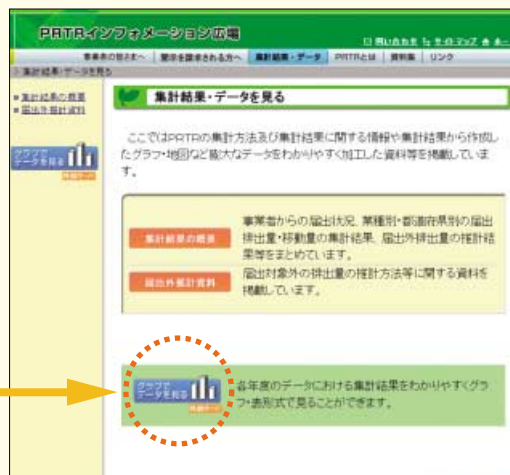 PRTRインフォメーション広場
お問い合わせ サイトマップ ホーム
事業者の皆さまへ 開示を請求される方へ 集計結果・データ PRTRとは 資料集 リンク
集計結果・データを見る
集計結果の概要
届出外推計資料
グラフで
データを見る
集計結果・データを見る
ここではPRTRの集計方法及び集計結果に関する情報や集計結果から作成し
たグラフ・地図など膨大なデータをわかりやすく加工した資料等を掲載していま
す。
集計結果の概要
事業者からの届出状況、業種別・都道府県別の届出
排出量・移動量の集計結果、届出外排出量の推計結
果等をまとめています。
届出外推計資料
届出対象外の排出量の推計方法等に関する資料を
掲載しています。
グラフで
データを見る
各年度のデータにおける集計結果をわかりやすくグラ
フ・表形式で見ることができます。